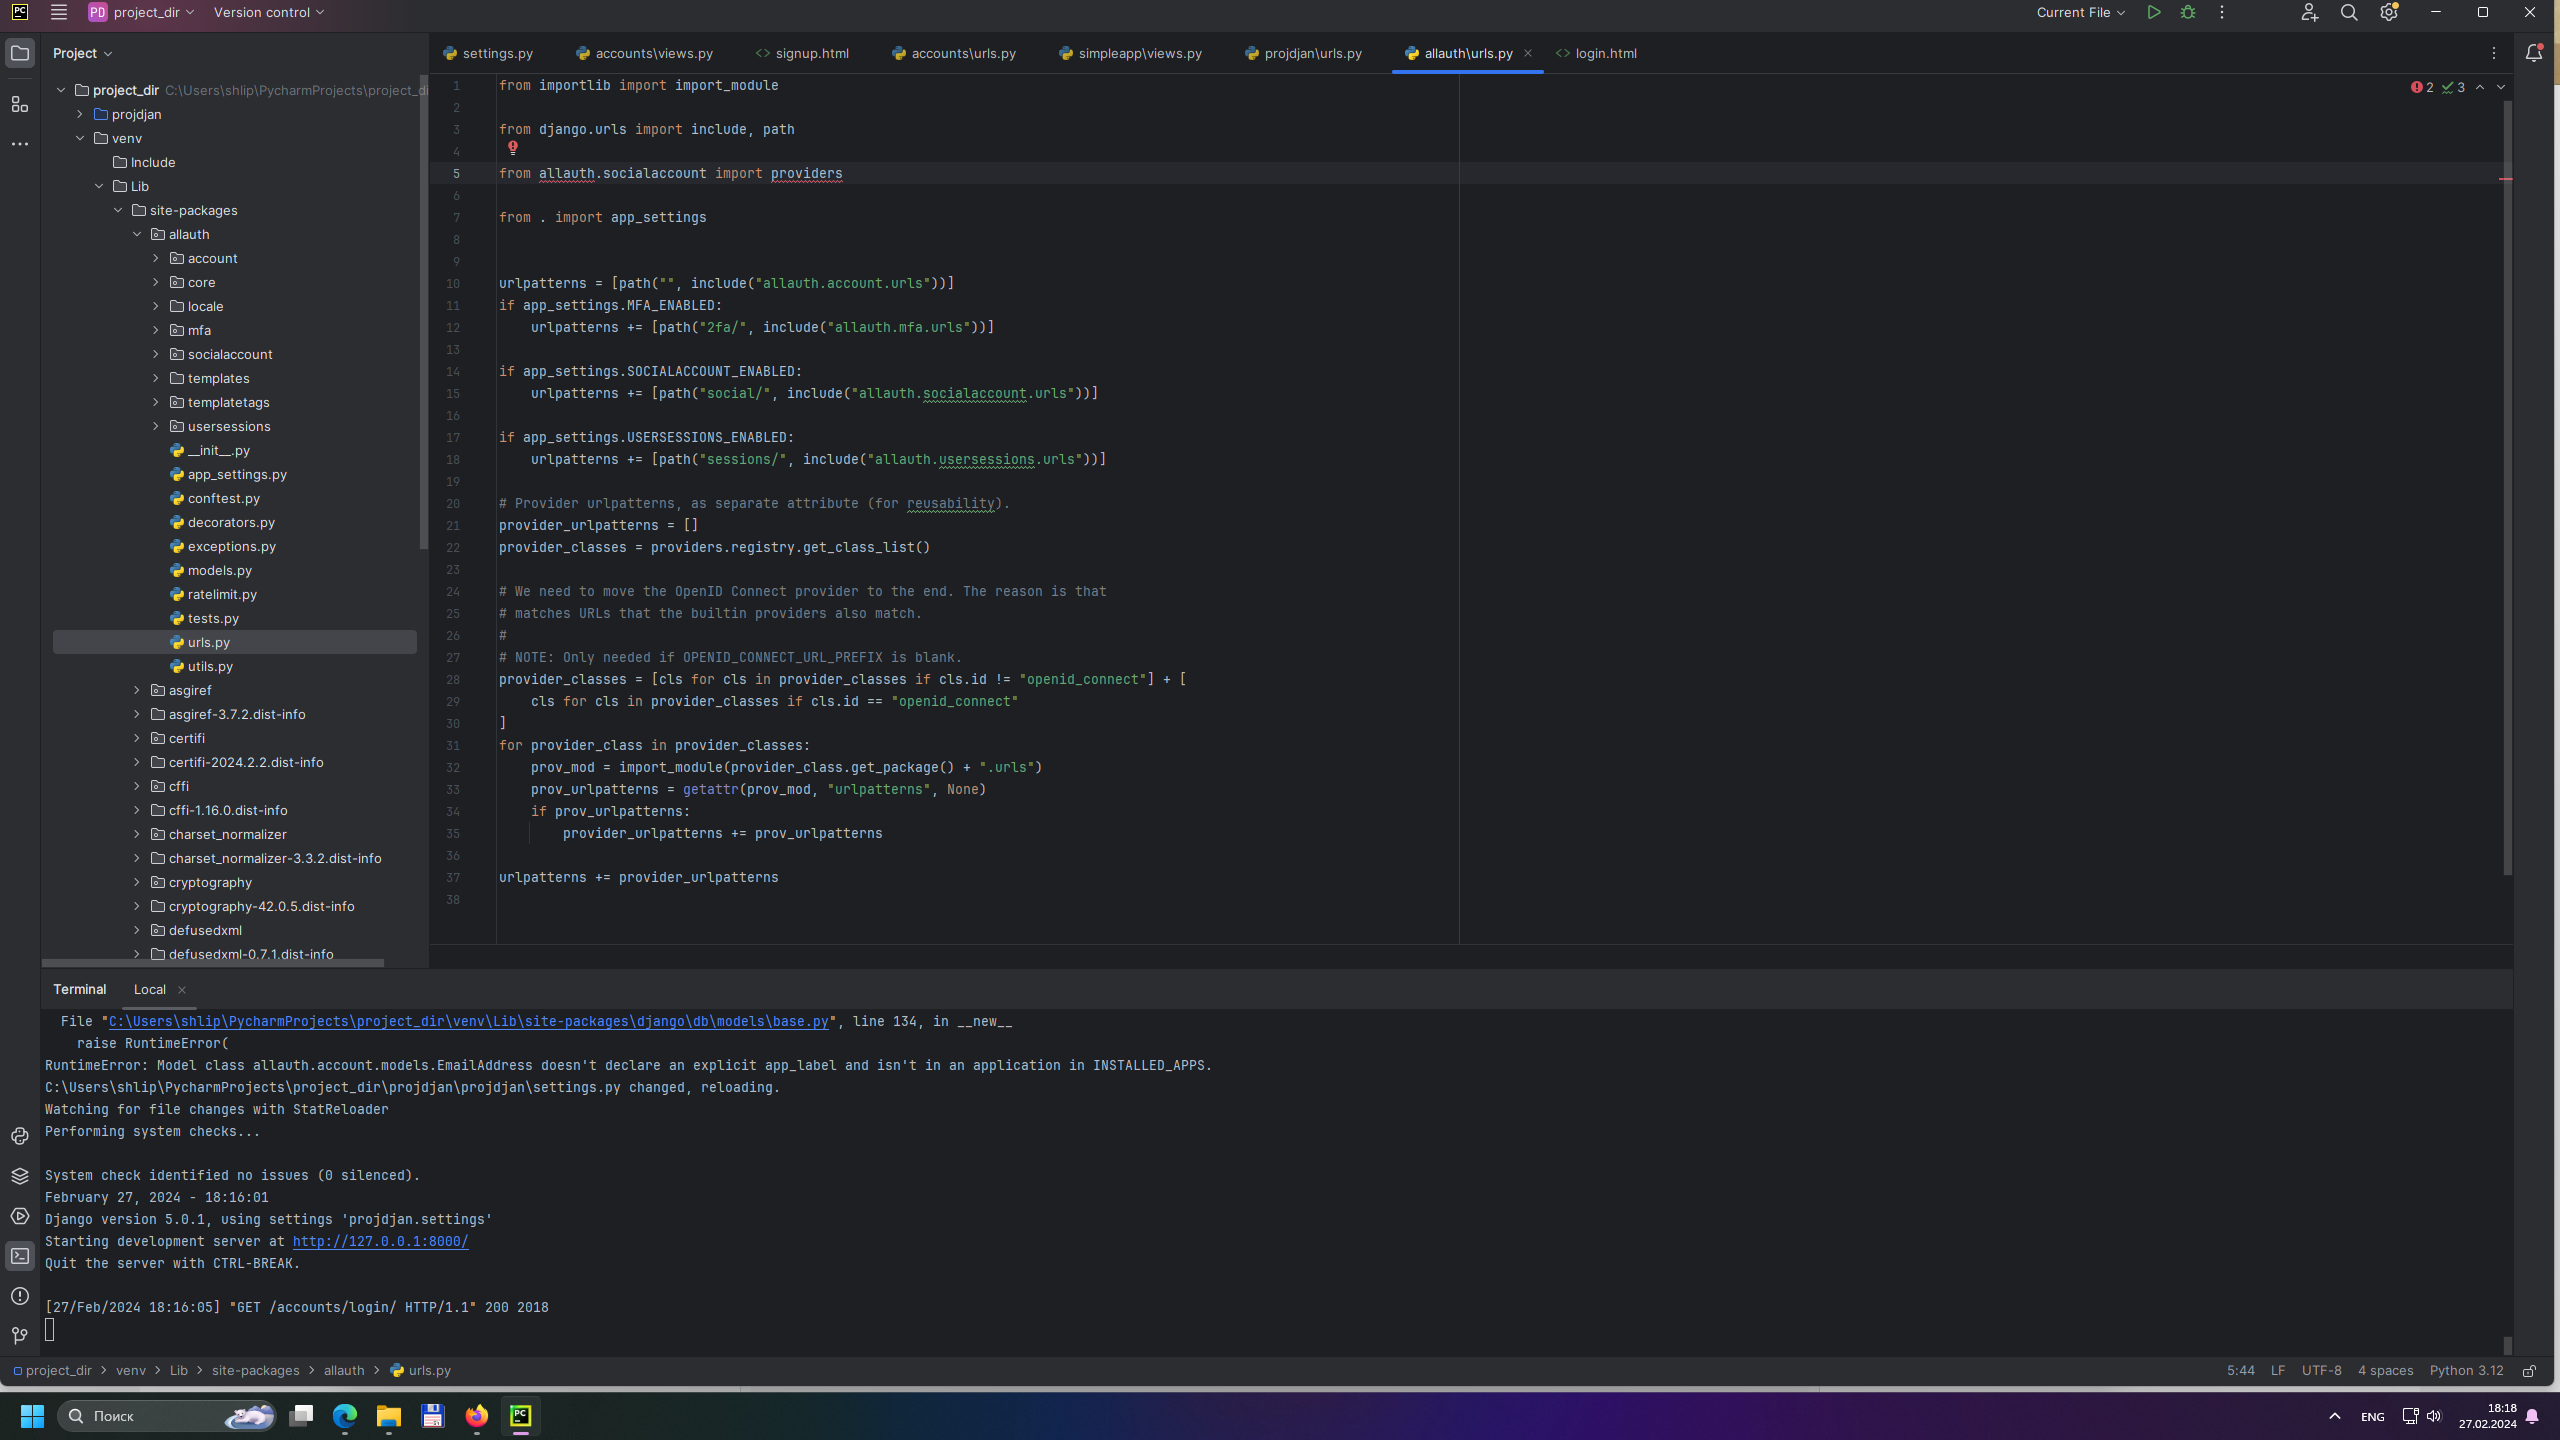 PC
PD project_dir Version control Current File
Project
settings.py accounts\views.py <> signup.html accounts\urls.py simpleapp\views.py projdjan\urls.py allauth\urls.py <> login.html
project_dir C:\Users\shlip\PycharmProjects\project_di
projdjan
venv
Include
Lib
site-packages
allauth
account
core
locale
mfa
socialaccount
templates
templatetags
usersessions
__init__.py
app_settings.py
conftest.py
decorators.py
exceptions.py
models.py
ratelimit.py
tests.py
urls.py
utils.py
asgiref
asgiref-3.7.2.dist-info
certifi
certifi-2024.2.2.dist-info
cffi
cffi-1.16.0.dist-info
charset_normalizer
charset_normalizer-3.3.2.dist-info
cryptography
cryptography-42.0.5.dist-info
defusedxml
defusedxml-0.7.1.dist-info
2 3
1 from importlib import import_module
2
3 from django.urls import include, path
4
5 from allauth.socialaccount import providers
6
7 from . import app_settings
8
9
10 urlpatterns = [path("", include("allauth.account.urls"))]
11 if app_settings.MFA_ENABLED:
12 urlpatterns += [path("2fa/", include("allauth.mfa.urls"))]
13
14 if app_settings.SOCIALACCOUNT_ENABLED:
15 urlpatterns += [path("social/", include("allauth.socialaccount.urls"))]
16
17 if app_settings.USERSESSIONS_ENABLED:
18 urlpatterns += [path("sessions/", include("allauth.usersessions.urls"))]
19
20 # Provider urlpatterns, as separate attribute (for reusability).
21 provider_urlpatterns = []
22 provider_classes = providers.registry.get_class_list()
23
24 # We need to move the OpenID Connect provider to the end. The reason is that
25 # matches URLs that the builtin providers also match.
26 #
27 # NOTE: Only needed if OPENID_CONNECT_URL_PREFIX is blank.
28 provider_classes = [cls for cls in provider_classes if cls.id != "openid_connect"] + [
29 cls for cls in provider_classes if cls.id == "openid_connect"
30 ]
31 for provider_class in provider_classes:
32 prov_mod = import_module(provider_class.get_package() + ".urls")
33 prov_urlpatterns = getattr(prov_mod, "urlpatterns", None)
34 if prov_urlpatterns:
35 provider_urlpatterns += prov_urlpatterns
36
37 urlpatterns += provider_urlpatterns
38
Terminal Local
File "C:\Users\shlip\PycharmProjects\project_dir\venv\Lib\site-packages\django\db\models\base.py", line 134, in __new__
raise RuntimeError(
RuntimeError: Model class allauth.account.models.EmailAddress doesn't declare an explicit app_label and isn't in an application in INSTALLED_APPS.
C:\Users\shlip\PycharmProjects\project_dir\projdjan\projdjan\settings.py changed, reloading.
Watching for file changes with StatReloader
Performing system checks...
System check identified no issues (0 silenced).
February 27, 2024 - 18:16:01
Django version 5.0.1, using settings 'projdjan.settings'
Starting development server at http://127.0.0.1:8000/
Quit the server with CTRL-BREAK.
[27/Feb/2024 18:16:05] "GET /accounts/login/ HTTP/1.1" 200 2018
project_dir > venv > Lib > site-packages > allauth > urls.py 5:44 LF UTF-8 4 spaces Python 3.12
Поиск PC ENG 18:18
27.02.2024